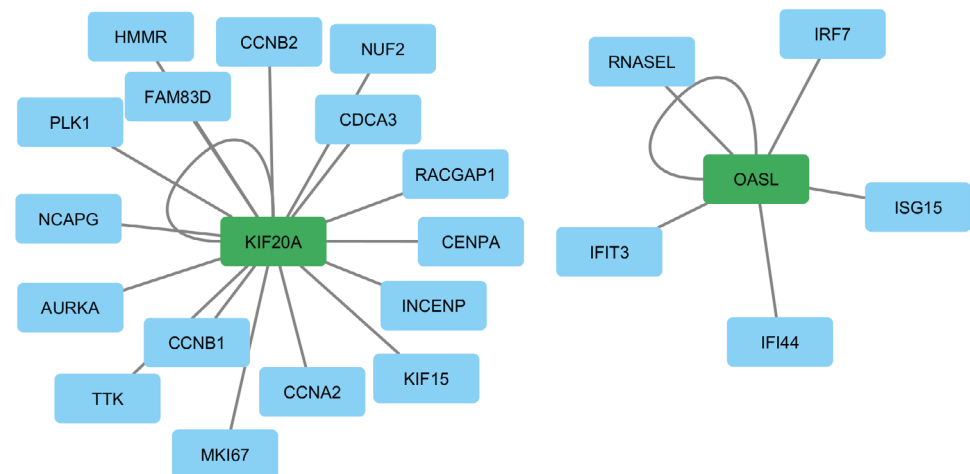 HMMR
CCNB2
NUF2
FAM83D
CDCA3
PLK1
RACGAP1
NCAPG
KIF20A
CENPA
AURKA
INCENP
CCNB1
KIF15
TTK
CCNA2
MKI67
IRF7
RNASEL
OASL
ISG15
IFIT3
IFI44